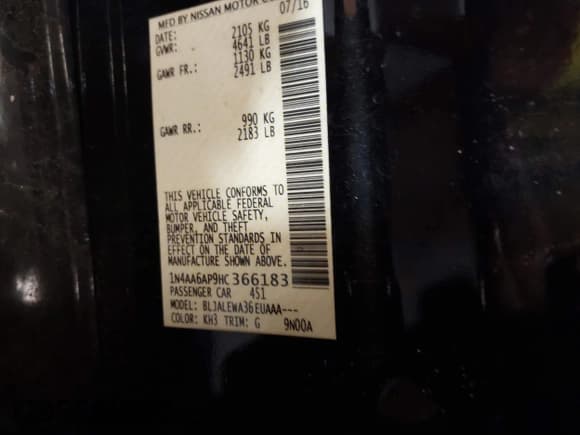 MFD BY NISSAN MOTOR
DATE: 07/16
GVWR: 2105 KG
4641 LB
GAWR FR.: 1130 KG
2491 LB
GAWR RR.: 990 KG
2183 LB
THIS VEHICLE CONFORMS TO
ALL APPLICABLE FEDERAL
MOTOR VEHICLE SAFETY,
BUMPER, AND THEFT
PREVENTION STANDARDS IN
EFFECT ON THE DATE OF
MANUFACTURE SHOWN ABOVE.
1N4AA6AP9HC366183
PASSENGER CAR 451
MODEL: BLJALEWA36EUAAA---
COLOR: KH3 TRIM: G 9N00A